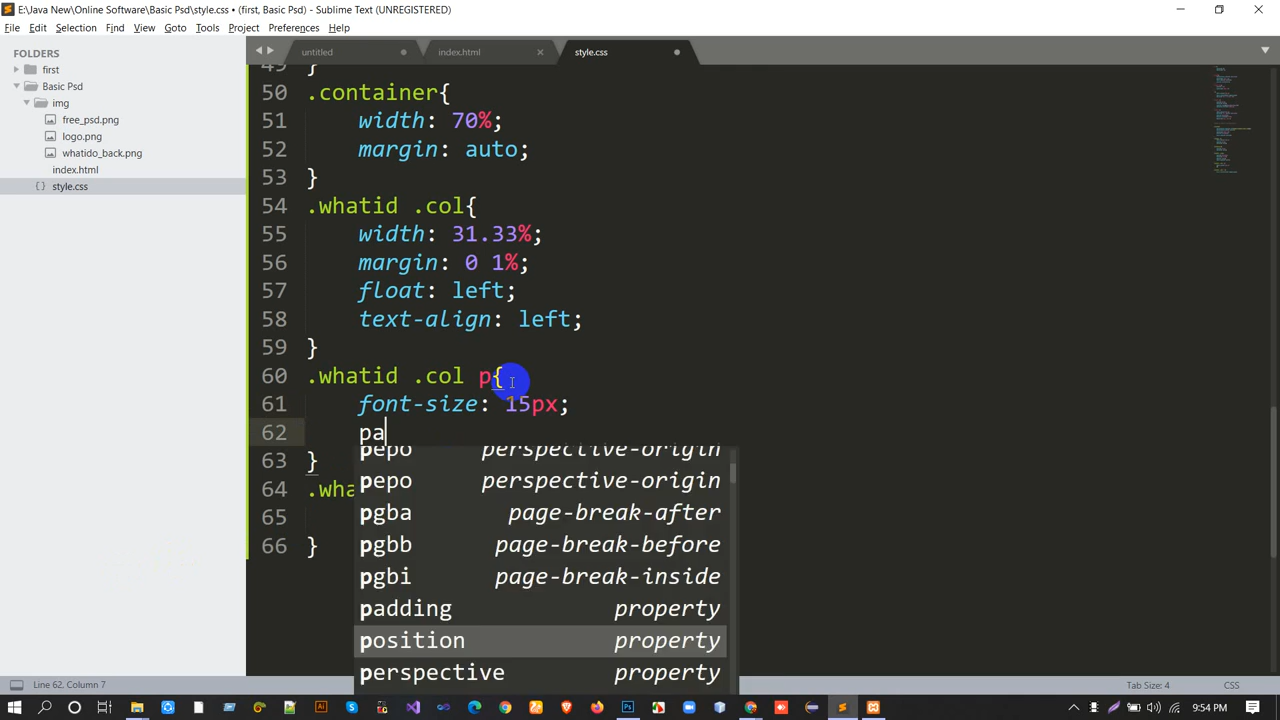 E:\Java New\Online Software\Basic Psd\style.css • (first, Basic Psd) - Sublime Text (UNREGISTERED)
File Edit Selection Find View Goto Tools Project Preferences Help
FOLDERS
first
Basic Psd
img
free_psd.png
logo.png
whatido_back.png
index.html
style.css
untitled
index.html
style.css
49 }
50 .container{
51 width: 70%;
52 margin: auto;
53 }
54 .whatid .col{
55 width: 31.33%;
56 margin: 0 1%;
57 float: left;
58 text-align: left;
59 }
60 .whatid .col p{
61 font-size: 15px;
62 pa
63 }
64 .wha
65
66 }
pepo perspective-origin
pepo perspective-origin
pgba page-break-after
pgbb page-break-before
pgbi page-break-inside
padding property
position property
perspective property
Line 62, Column 7
Tab Size: 4
CSS
9:54 PM